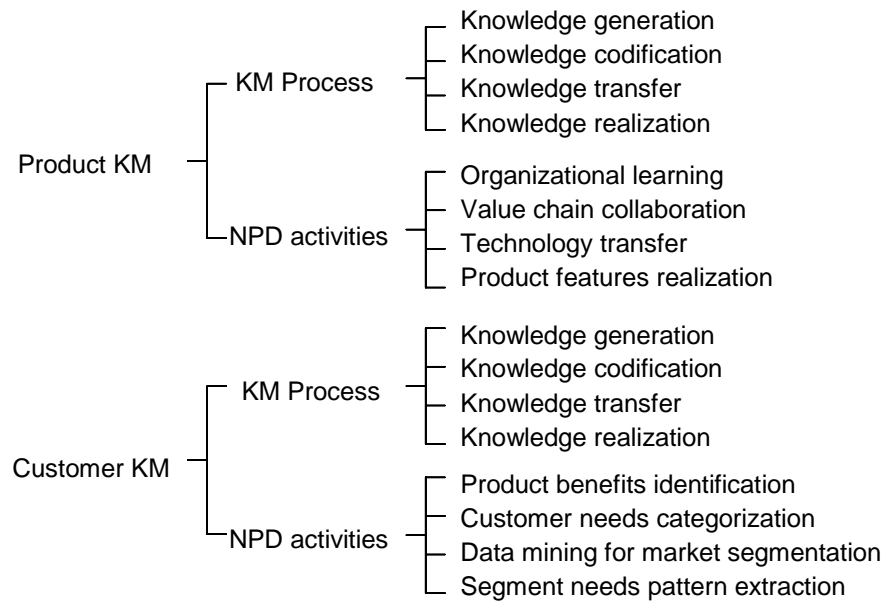 Product KM
KM Process
Knowledge generation
Knowledge codification
Knowledge transfer
Knowledge realization
NPD activities
Organizational learning
Value chain collaboration
Technology transfer
Product features realization
Customer KM
KM Process
Knowledge generation
Knowledge codification
Knowledge transfer
Knowledge realization
NPD activities
Product benefits identification
Customer needs categorization
Data mining for market segmentation
Segment needs pattern extraction